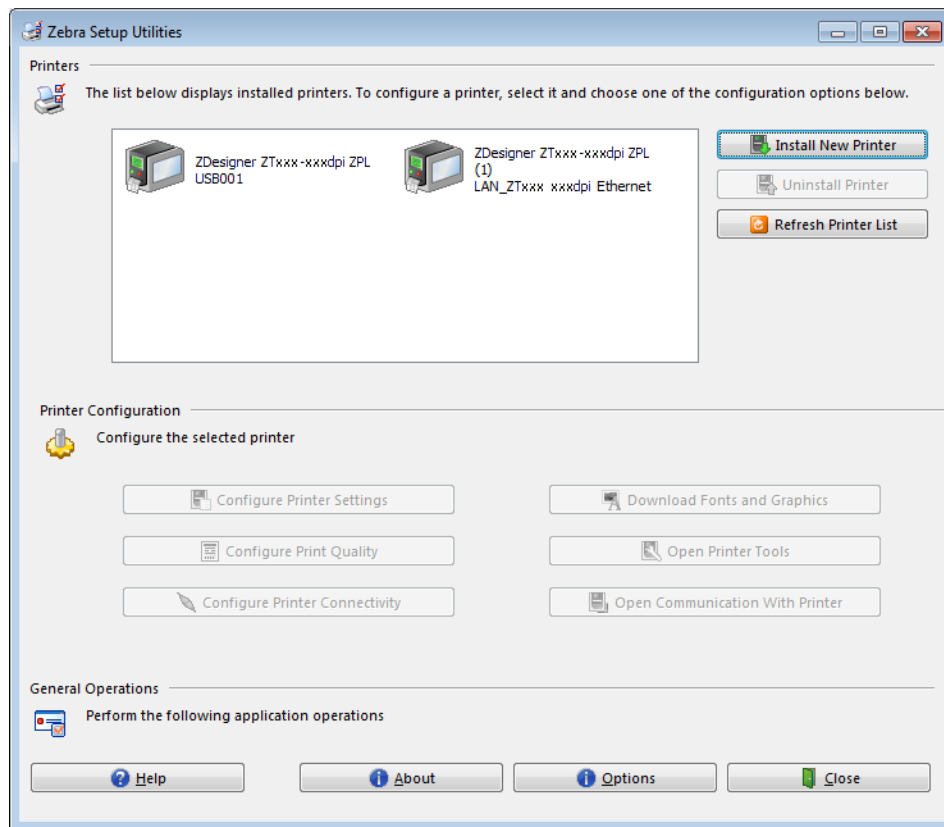 Zebra Setup Utilities
Printers
The list below displays installed printers. To configure a printer, select it and choose one of the configuration options below.
ZDesigner ZTxxx-xxxdpi ZPL
USB001
ZDesigner ZTxxx-xxxdpi ZPL
(1)
LAN_ZTxxx xxxdpi Ethernet
Install New Printer
Uninstall Printer
Refresh Printer List
Printer Configuration
Configure the selected printer
Configure Printer Settings
Download Fonts and Graphics
Configure Print Quality
Open Printer Tools
Configure Printer Connectivity
Open Communication With Printer
General Operations
Perform the following application operations
Help
About
Options
Close